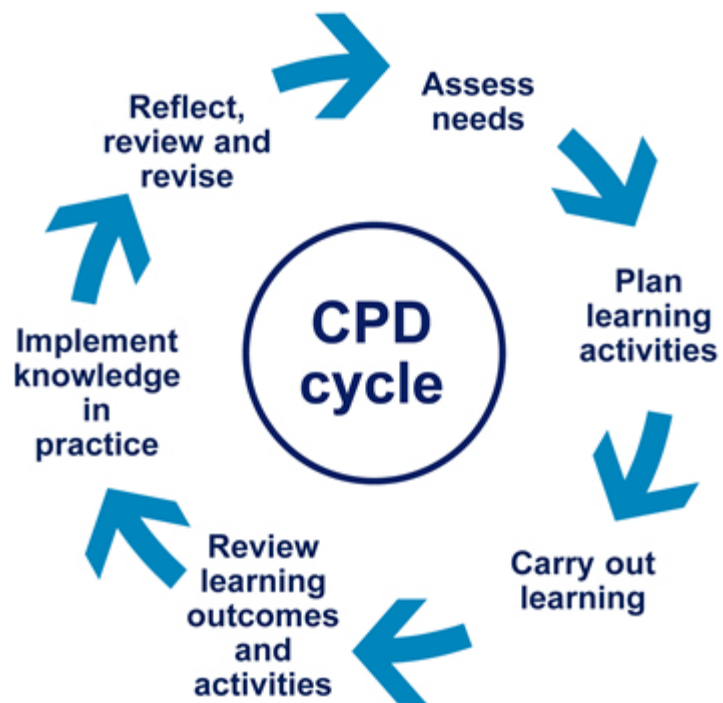 CPD
cycle
Assess
needs
Plan
learning
activities
Carry out
learning
Review
learning
outcomes
and
activities
Implement
knowledge
in
practice
Reflect,
review and
revise